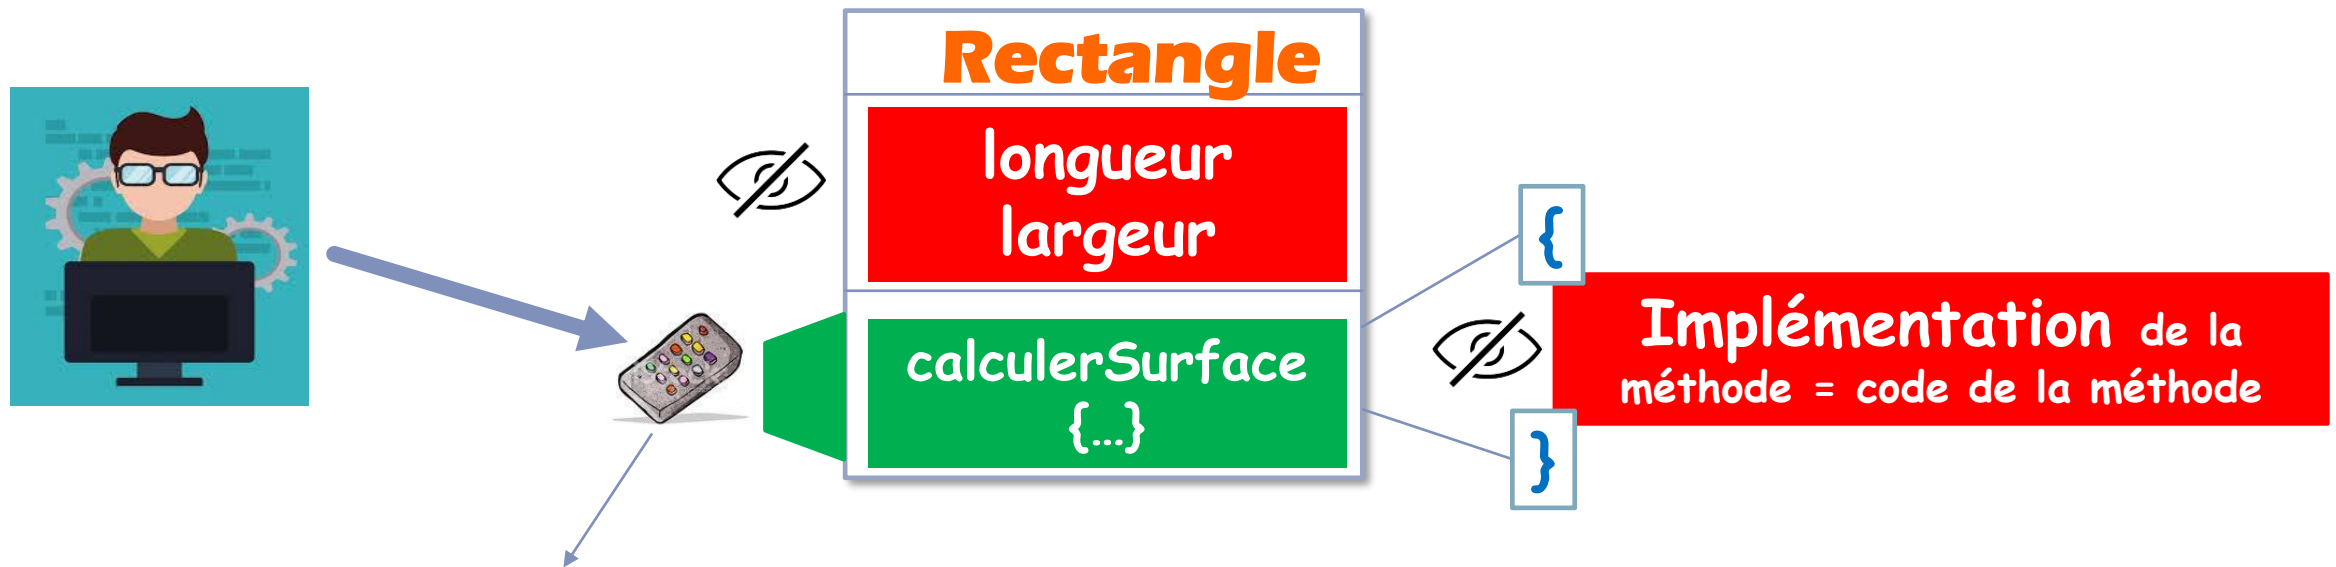 Rectangle
longueur
largeur
calculerSurface
{...}
{
Implémentation de la
méthode = code de la méthode
}